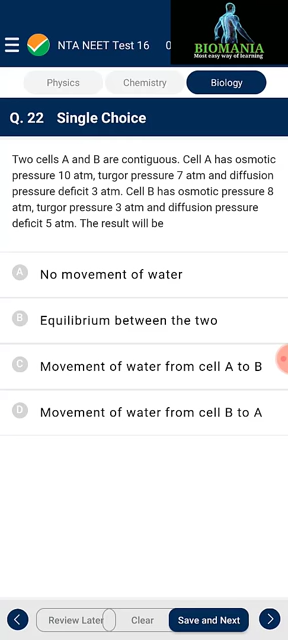 NTA NEET Test 16
0
BIOMANIA
Most easy way of learning
Physics
Chemistry
Biology
Q. 22 Single Choice
Two cells A and B are contiguous. Cell A has osmotic
pressure 10 atm, turgor pressure 7 atm and diffusion
pressure deficit 3 atm. Cell B has osmotic pressure 8
atm, turgor pressure 3 atm and diffusion pressure
deficit 5 atm. The result will be
A No movement of water
B Equilibrium between the two
C Movement of water from cell A to B
D Movement of water from cell B to A
Review Later
Clear
Save and Next